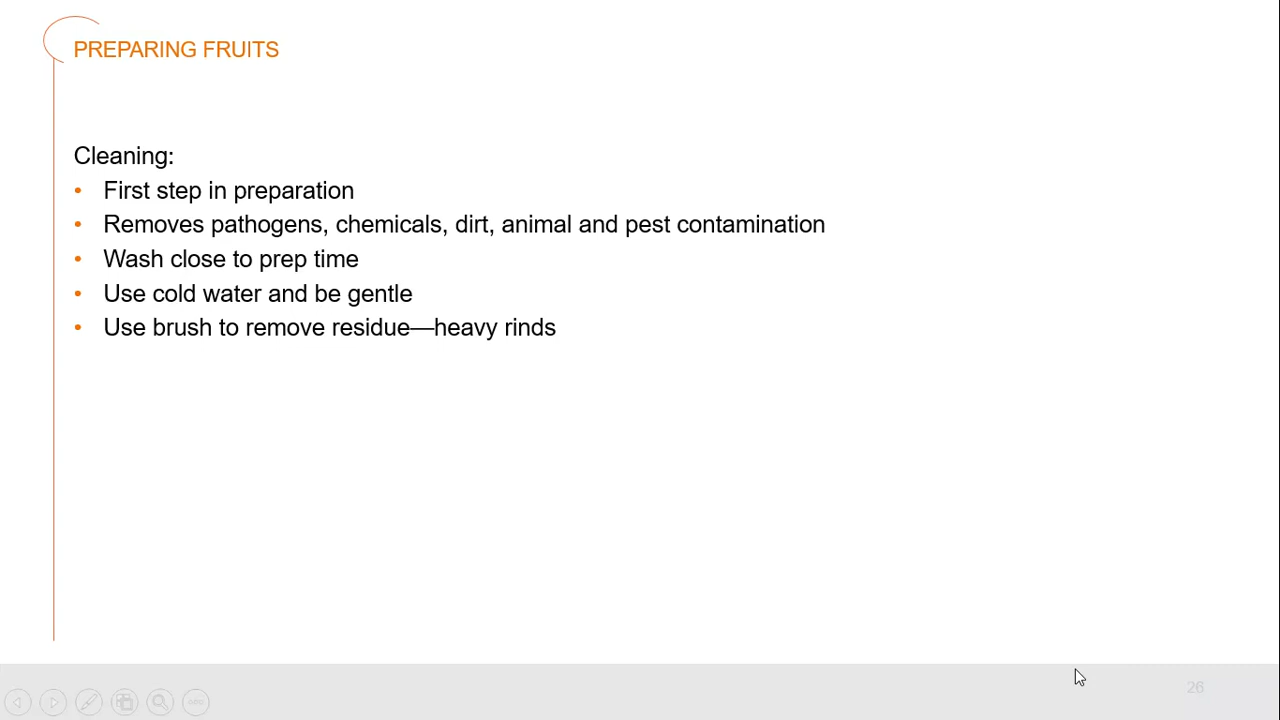 PREPARING FRUITS
Cleaning:
• First step in preparation
• Removes pathogens, chemicals, dirt, animal and pest contamination
• Wash close to prep time
• Use cold water and be gentle
• Use brush to remove residue—heavy rinds
26